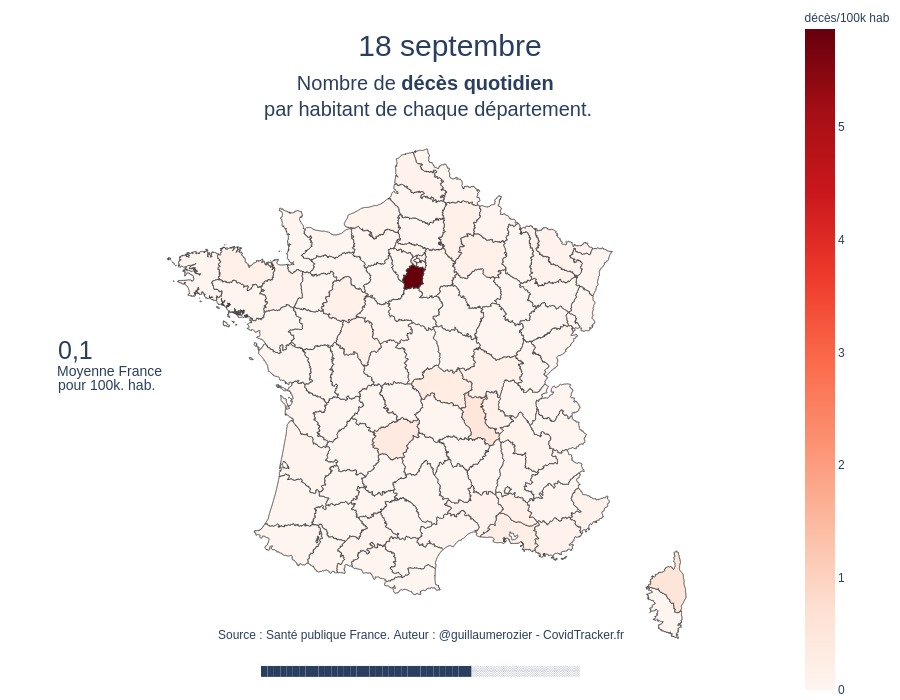 décès/100k hab
18 septembre
Nombre de décès quotidien
par habitant de chaque département.
5
4
3
2
1
0
0,1
Moyenne France
pour 100k. hab.
Source : Santé publique France. Auteur : @guillaumerozier - CovidTracker.fr